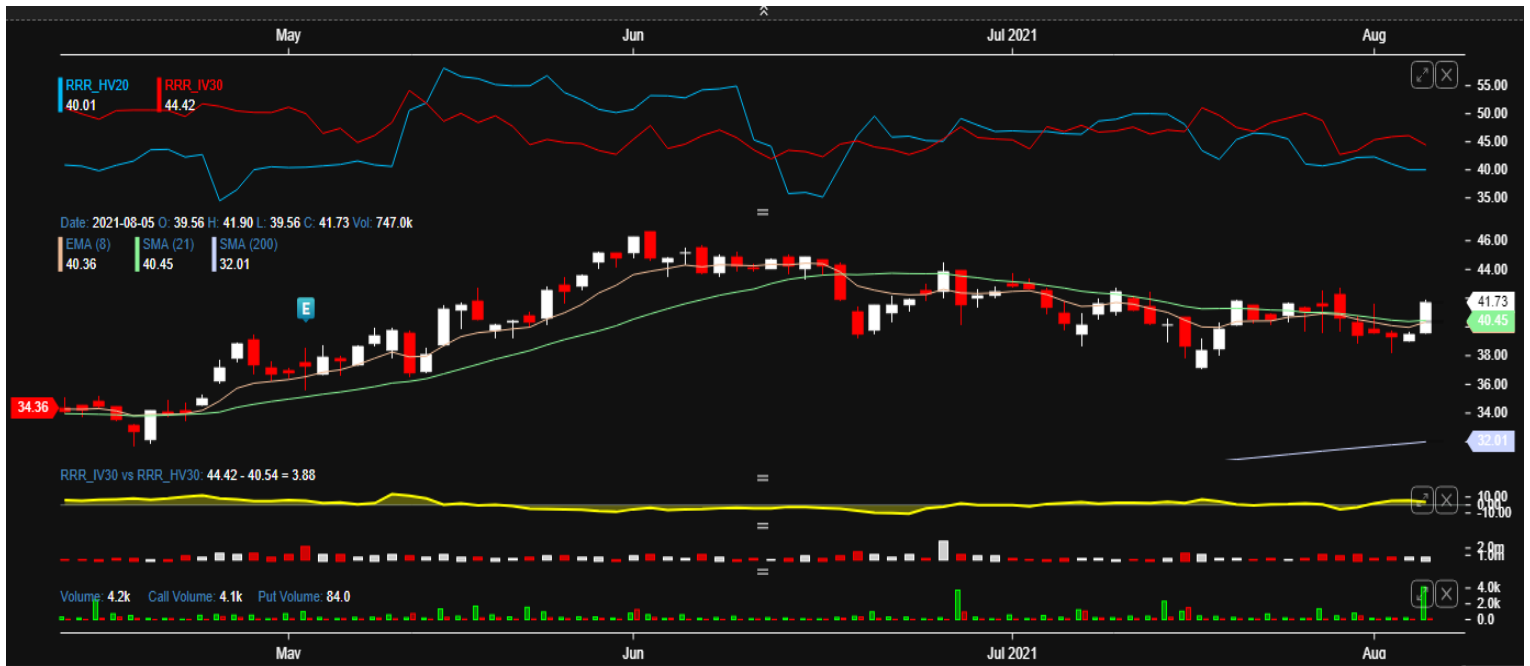 May Jun Jul 2021 Aug
RRR_HV20 RRR_IV30
40.01 44.42
55.00
50.00
45.00
40.00
35.00
Date: 2021-08-05 O: 39.56 H: 41.90 L: 39.56 C: 41.73 Vol: 747.0k
EMA (8) SMA (21) SMA (200)
40.36 40.45 32.01
46.00
44.00
E
41.73
40.45
38.00
36.00
34.36
34.00
32.01
RRR_IV30 vs RRR_HV30: 44.42 - 40.54 = 3.88
10.00
0.00
-10.00
2.0m
1.0m
Volume: 4.2k Call Volume: 4.1k Put Volume: 84.0
4.0k
2.0k
0.0
May Jun Jul 2021 Aug